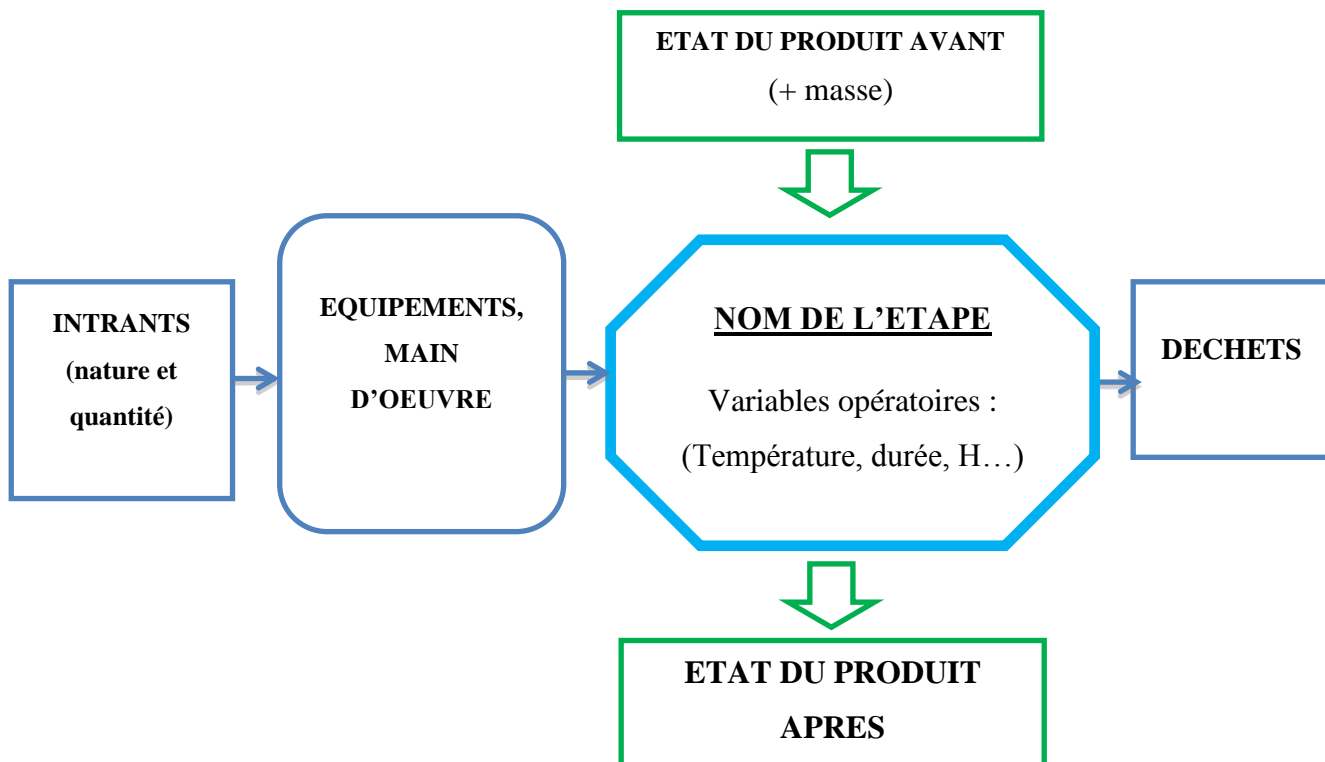 ETAT DU PRODUIT AVANT
(+ masse)
INTRANTS
(nature et
quantité)
EQUIPEMENTS,
MAIN
D'OEUVRE
NOM DE L'ETAPE
Variables opératoires :
(Température, durée, H…)
DECHETS
ETAT DU PRODUIT
APRES